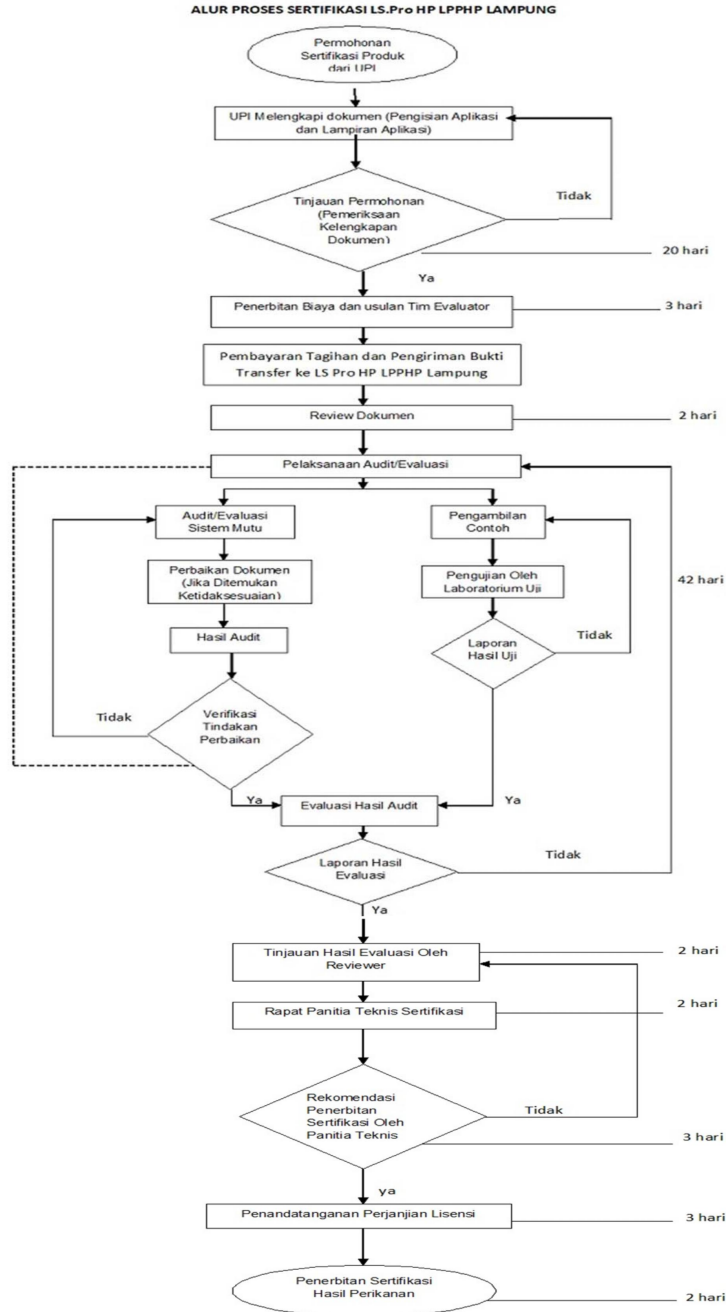 ALUR PROSES SERTIFIKASI LS.Pro HP LPPHP LAMPUNG
Permohonan
Sertifikasi Produk
dari UPI
UPI Melengkapi dokumen (Pengisian Aplikasi
dan Lampiran Aplikasi)
Tidak
Tinjauan Permohonan
(Pemeriksaan
Kelengkapan
Dokumen)
20 hari
Ya
Penerbitan Biaya dan usulan Tim Evaluator
3 hari
Pembayaran Tagihan dan Pengiriman Bukti
Transfer ke LS Pro HP LPPHP Lampung
Review Dokumen
2 hari
Pelaksanaan Audit/Evaluasi
Audit/Evaluasi
Sistem Mutu
Pengambilan
Contoh
Perbaikan Dokumen
(Jika Ditemukan
Ketidaksesuaian)
Pengujian Oleh
Laboratorium Uji
42 hari
Hasil Audit
Laporan
Hasil Uji
Tidak
Tidak
Verifikasi
Tindakan
Perbaikan
Ya
Evaluasi Hasil Audit
Ya
Laporan Hasil
Evaluasi
Tidak
Ya
Tinjauan Hasil Evaluasi Oleh
Reviewer
2 hari
Rapat Panitia Teknis Sertifikasi
2 hari
Rekomendasi
Penerbitan
Sertifikasi Oleh
Panitia Teknis
Tidak
3 hari
ya
Penandatanganan Perjanjian Lisensi
3 hari
Penerbitan Sertifikasi
Hasil Perikanan
2 hari